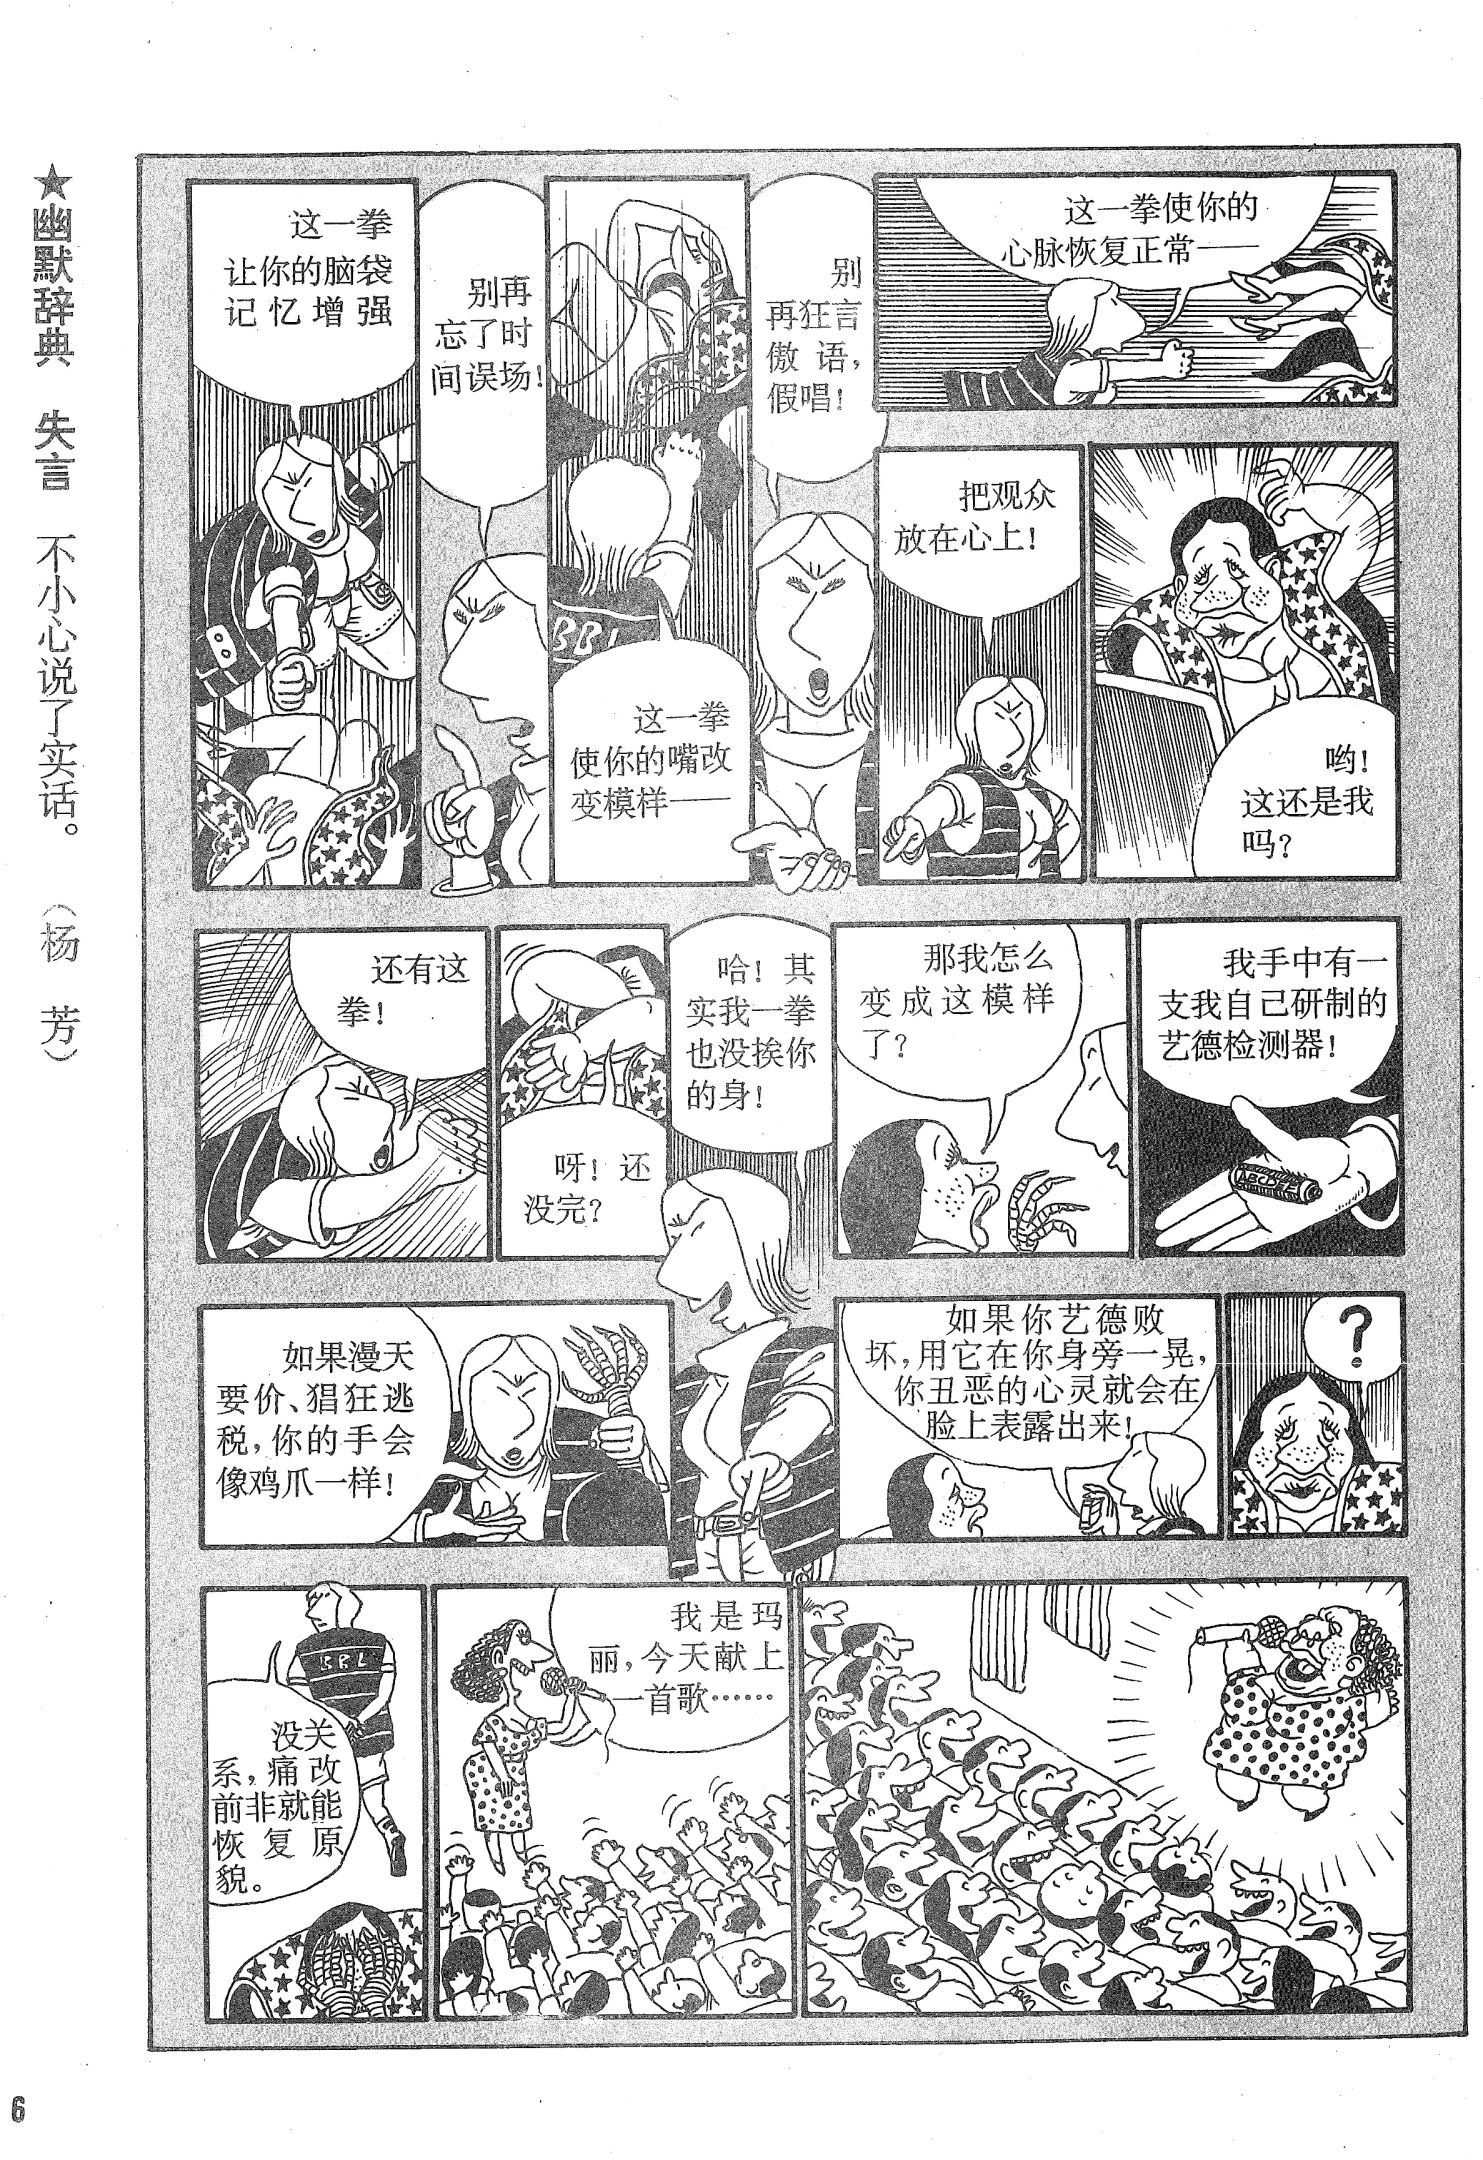 ★幽默辞典 失言 不小心说了实话。 (杨 芳)
这一拳
让你的脑袋
记忆增强
别再
忘了时
间误场!
BBL
这一拳
使你的嘴改
变模样——
别
再狂言
傲语,
假唱!
这一拳使你的
心脉恢复正常——
把观众
放在心上!
哟!
这还是我
吗?
还有这
拳!
呀! 还
没完?
哈! 其
实我一拳
也没挨你
的身!
那我怎么
变成这模样
了?
我手中有一
支我自己研制的
艺德检测器!
ABCDEL
如果漫天
要价、猖狂逃
税,你的手会
像鸡爪一样!
如果你艺德败
坏,用它在你身旁一晃,
你丑恶的心灵就会在
脸上表露出来!
?
BBL
没关
系,痛改
前非就能
恢复原
貌。
我是玛
丽,今天献上
一首歌……
6